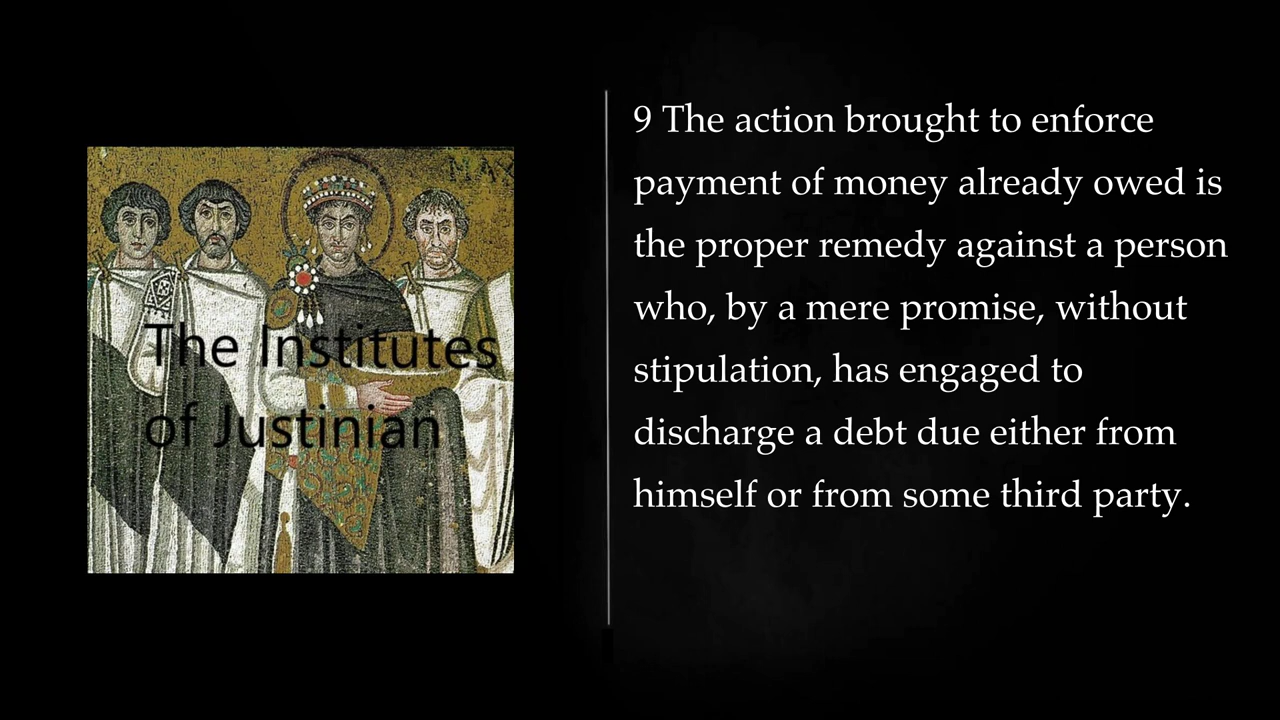 MAX
The Institutes
of Justinian
9 The action brought to enforce
payment of money already owed is
the proper remedy against a person
who, by a mere promise, without
stipulation, has engaged to
discharge a debt due either from
himself or from some third party.